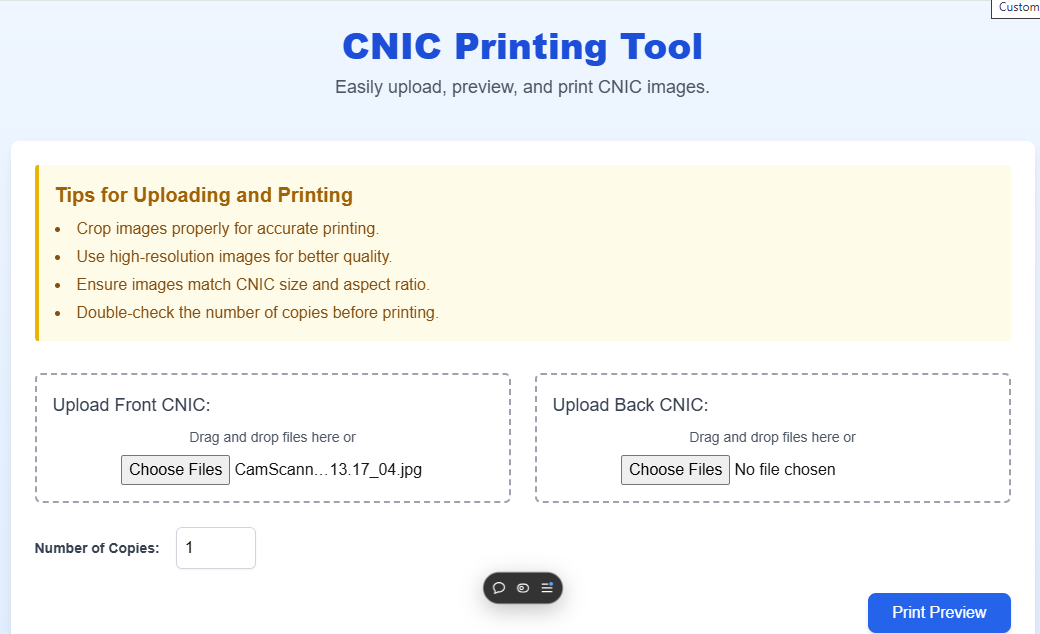 Custom
CNIC Printing Tool
Easily upload, preview, and print CNIC images.
Tips for Uploading and Printing
Crop images properly for accurate printing.
Use high-resolution images for better quality.
Ensure images match CNIC size and aspect ratio.
Double-check the number of copies before printing.
Upload Front CNIC:
Drag and drop files here or
Choose Files CamScann…13.17_04.jpg
Upload Back CNIC:
Drag and drop files here or
Choose Files No file chosen
Number of Copies: 1
Print Preview